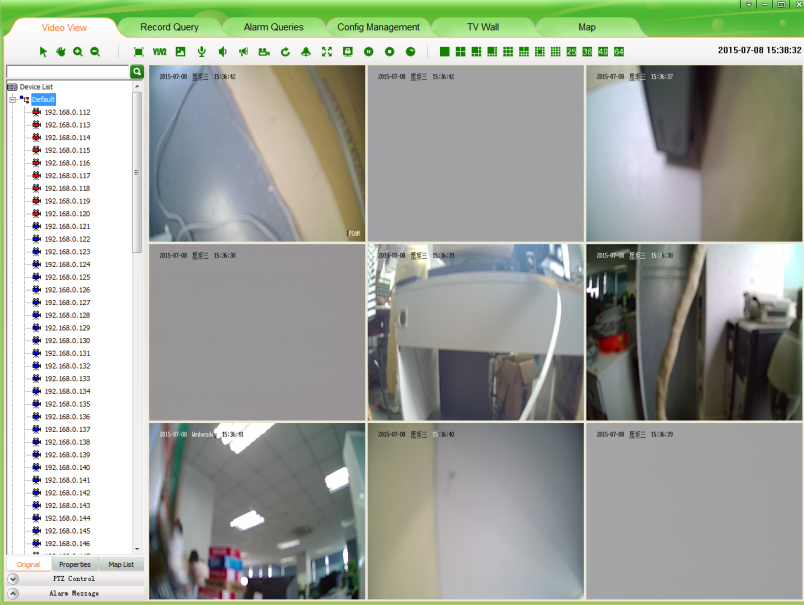 Video View
Record Query
Alarm Queries
Config Management
TV Wall
Map
25 36 49 64
2015-07-08 15:38:32
Device List
Default
192.168.0.112
192.168.0.113
192.168.0.114
192.168.0.115
192.168.0.116
192.168.0.117
192.168.0.118
192.168.0.119
192.168.0.120
192.168.0.121
192.168.0.122
192.168.0.123
192.168.0.124
192.168.0.125
192.168.0.126
192.168.0.127
192.168.0.128
192.168.0.129
192.168.0.130
192.168.0.131
192.168.0.132
192.168.0.133
192.168.0.134
192.168.0.135
192.168.0.136
192.168.0.137
192.168.0.138
192.168.0.139
192.168.0.140
192.168.0.141
192.168.0.142
192.168.0.143
192.168.0.144
192.168.0.145
192.168.0.146
Original
Properties
Map List
PTZ Control
Alarm Message
2015-07-08 星期三 15:36:42
2015-07-08 星期三 15:36:42
2015-07-08 星期三 15:36:37
2015-07-08 星期三 15:36:38
2015-07-08 星期三 15:36:39
2015-07-08 星期三 15:36:38
2015-07-08 Wednesday 15:36:41
2015-07-08 星期三 15:36:40
2015-07-08 星期三 15:36:39